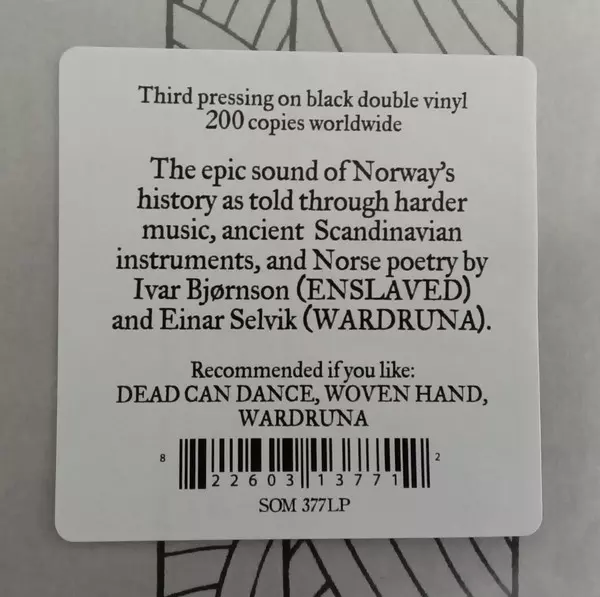 Third pressing on black double vinyl
200 copies worldwide
The epic sound of Norway's
history as told through harder
music, ancient Scandinavian
instruments, and Norse poetry by
Ivar Bjørnson (ENSLAVED)
and Einar Selvik (WARDRUNA).
Recommended if you like:
DEAD CAN DANCE, WOVEN HAND,
WARDRUNA
8 22603 13771 2
SOM 377LP